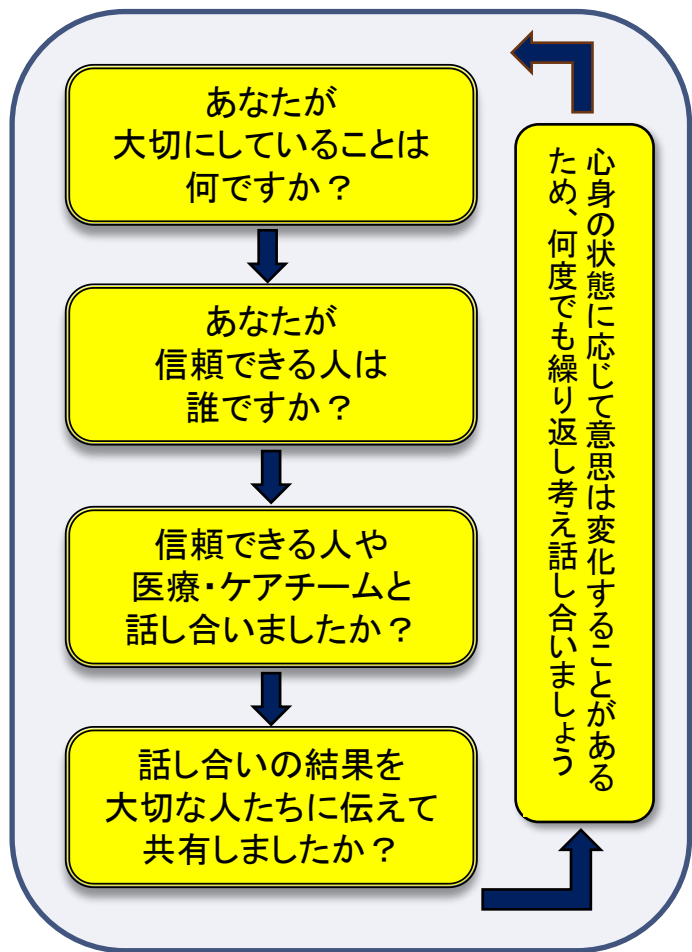 あなたが
大切にしていることは
何ですか？
あなたが
信頼できる人は
誰ですか？
信頼できる人や
医療・ケアチームと
話し合いましたか？
話し合いの結果を
大切な人たちに伝えて
共有しましたか？
心身の状態に応じて意思は変化することがある
ため、何度でも繰り返し考え話し合いましょう